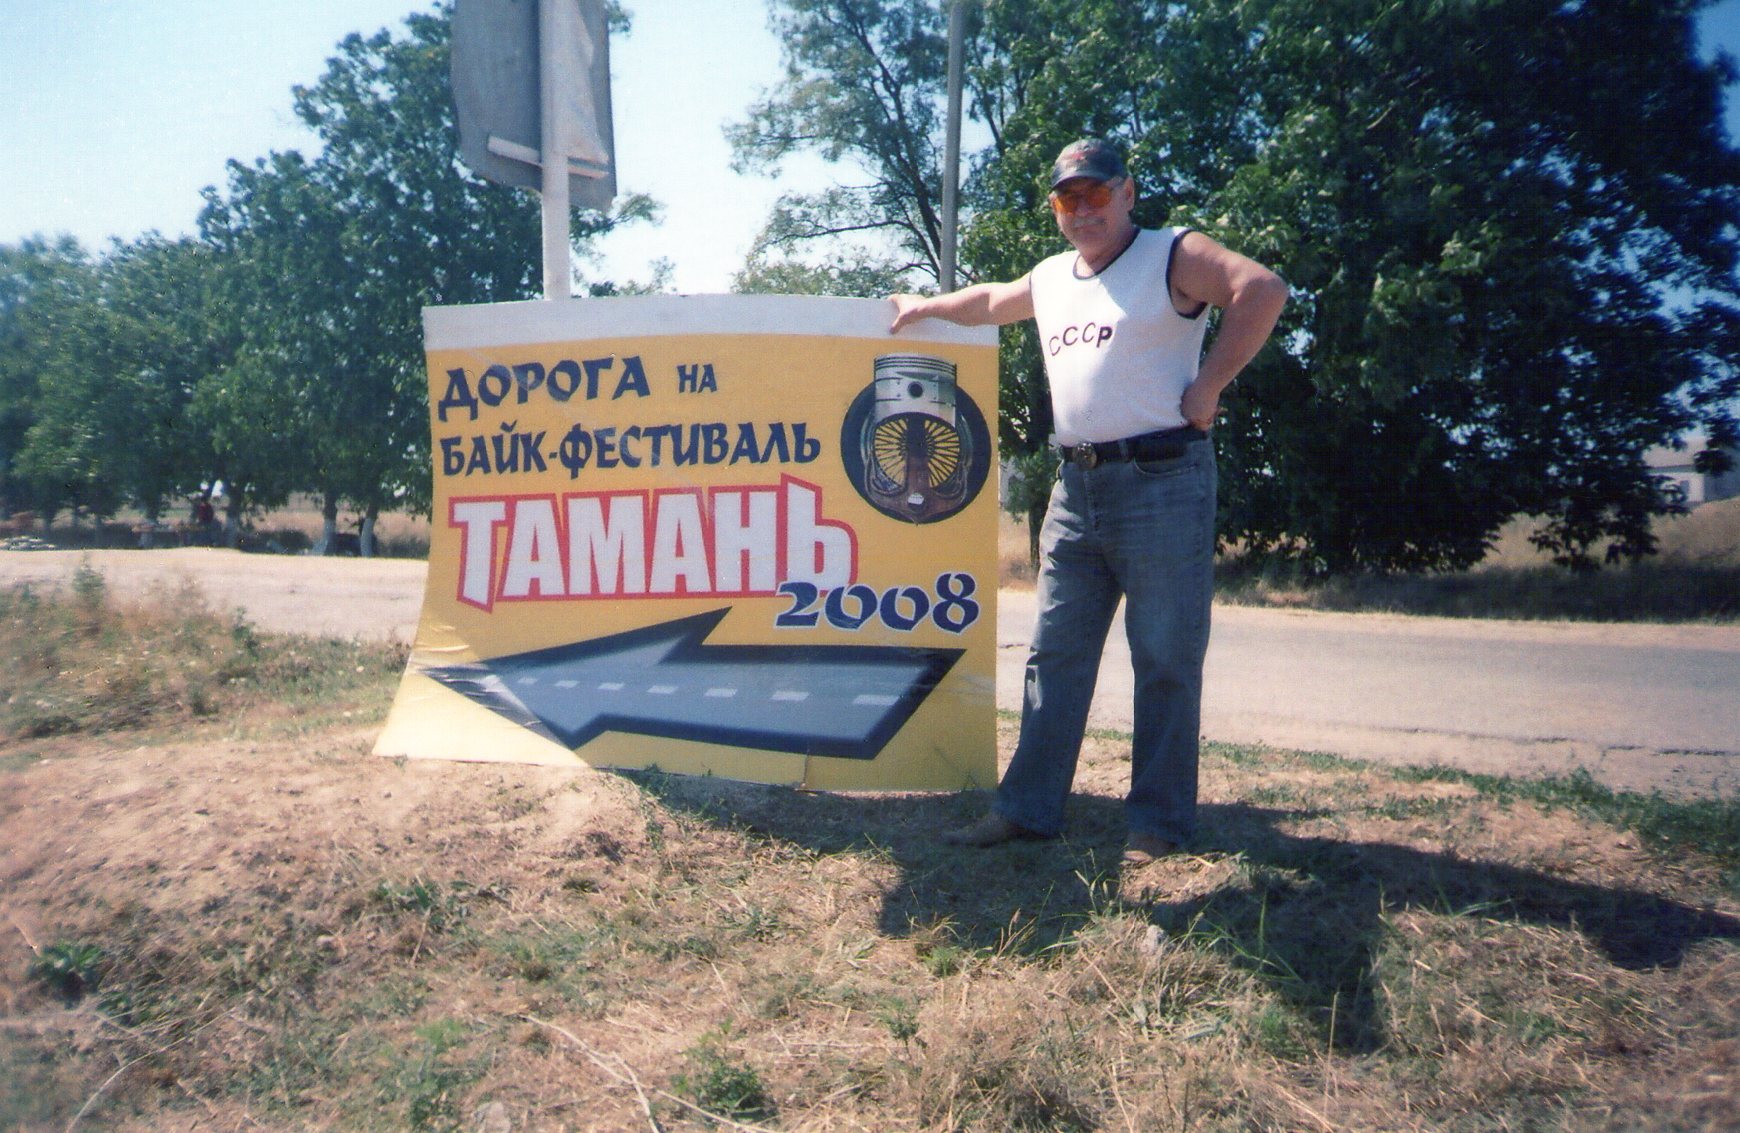 ДОРОГА НА
БАЙК-ФЕСТИВАЛЬ
ТАМАНЬ
2008
СССР